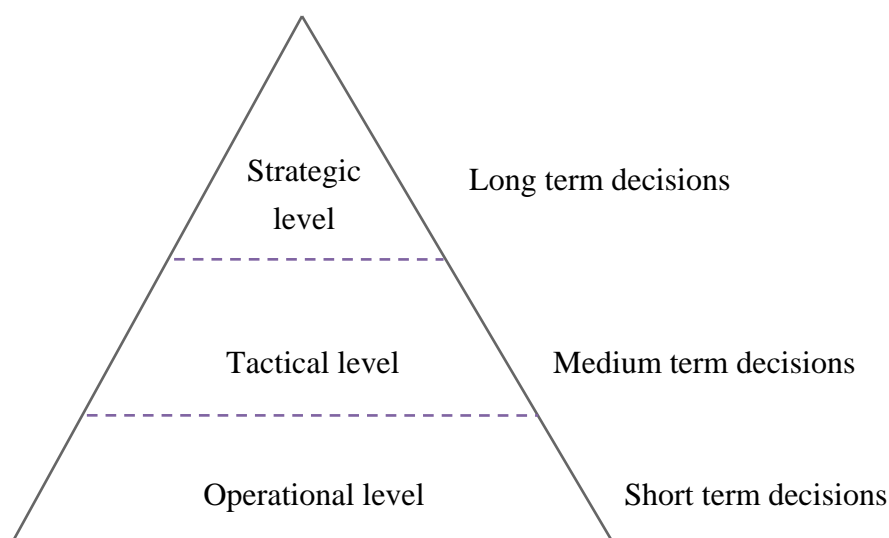 Strategic
level
Long term decisions
Tactical level
Medium term decisions
Operational level
Short term decisions